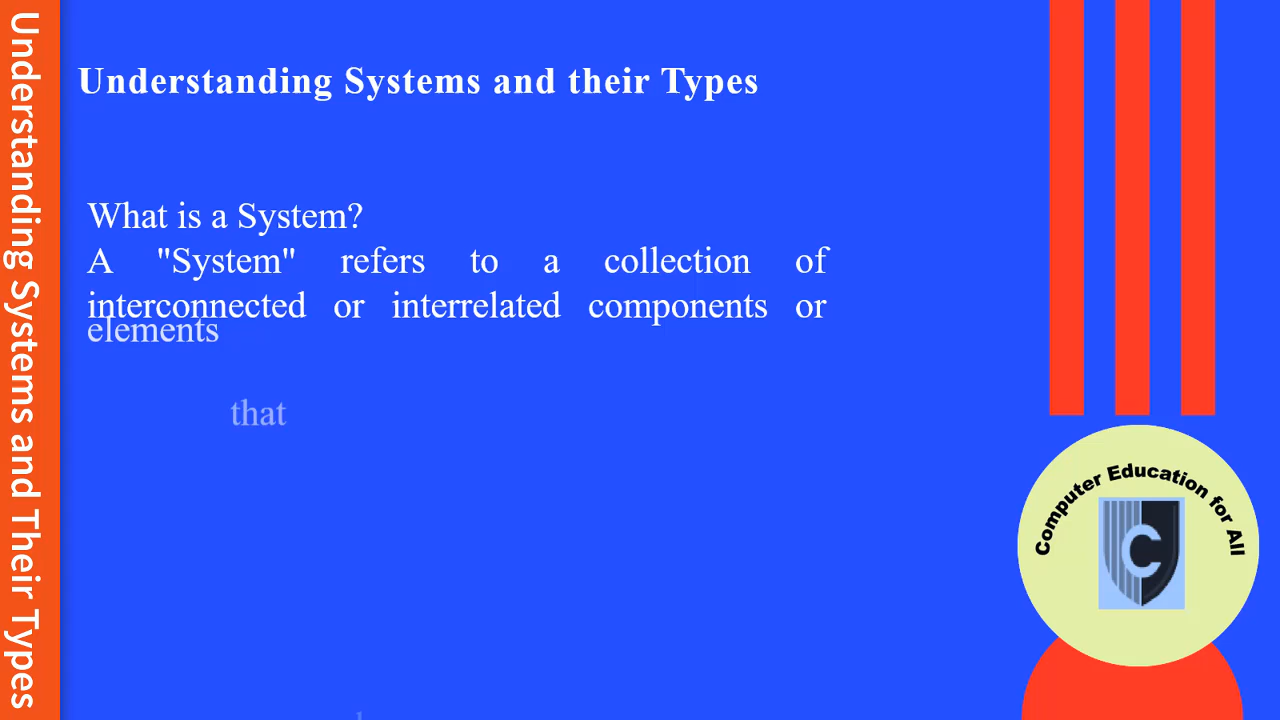 Understanding Systems and Their Types
Understanding Systems and their Types
What is a System?
A "System" refers to a collection of
interconnected or interrelated components or
elements
that
Computer Education for All
C